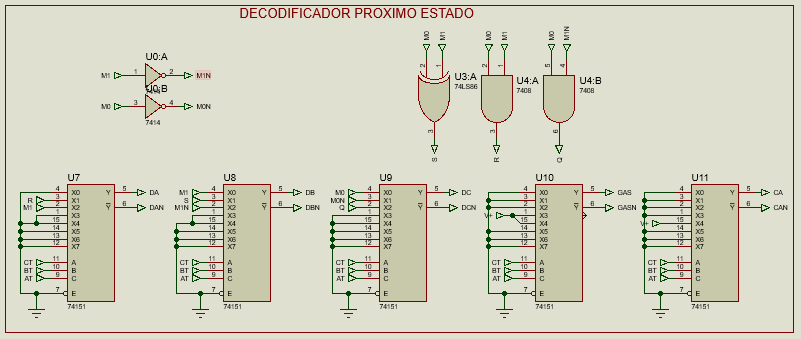 DECODIFICADOR PROXIMO ESTADO
M0 M1 M0 M1 M0 M1N
U0:A
M1 1 2 M1N
7414
U0:B
M0 3 4 M0N
7414
2 1 2 1 5 4
U3:A
74LS86
U4:A
7408
U4:B
7408
3 3 6
S R Q
U7
4 X0 Y 5 DA
R 3 X1
M1 2 X2 Y 6 DAN
1 X3
15 X4
14 X5
13 X6
12 X7
CT 11 A
BT 10 B
AT 9 C
7 E
74151
U8
M1 4 X0 Y 5 DB
S 3 X1
M1N 2 X2 Y 6 DBN
1 X3
15 X4
14 X5
13 X6
12 X7
CT 11 A
BT 10 B
AT 9 C
7 E
74151
U9
M0 4 X0 Y 5 DC
M0N 3 X1
Q 2 X2 Y 6 DCN
1 X3
15 X4
14 X5
13 X6
12 X7
CT 11 A
BT 10 B
AT 9 C
7 E
74151
U10
4 X0 Y 5 GAS
3 X1
2 X2 Y 6 GASN
V+ 1 X3
15 X4
14 X5
13 X6
12 X7
CT 11 A
BT 10 B
AT 9 C
7 E
74151
U11
4 X0 Y 5 CA
3 X1
2 X2 Y 6 CAN
1 X3
V+ 15 X4
14 X5
13 X6
12 X7
CT 11 A
BT 10 B
AT 9 C
7 E
74151